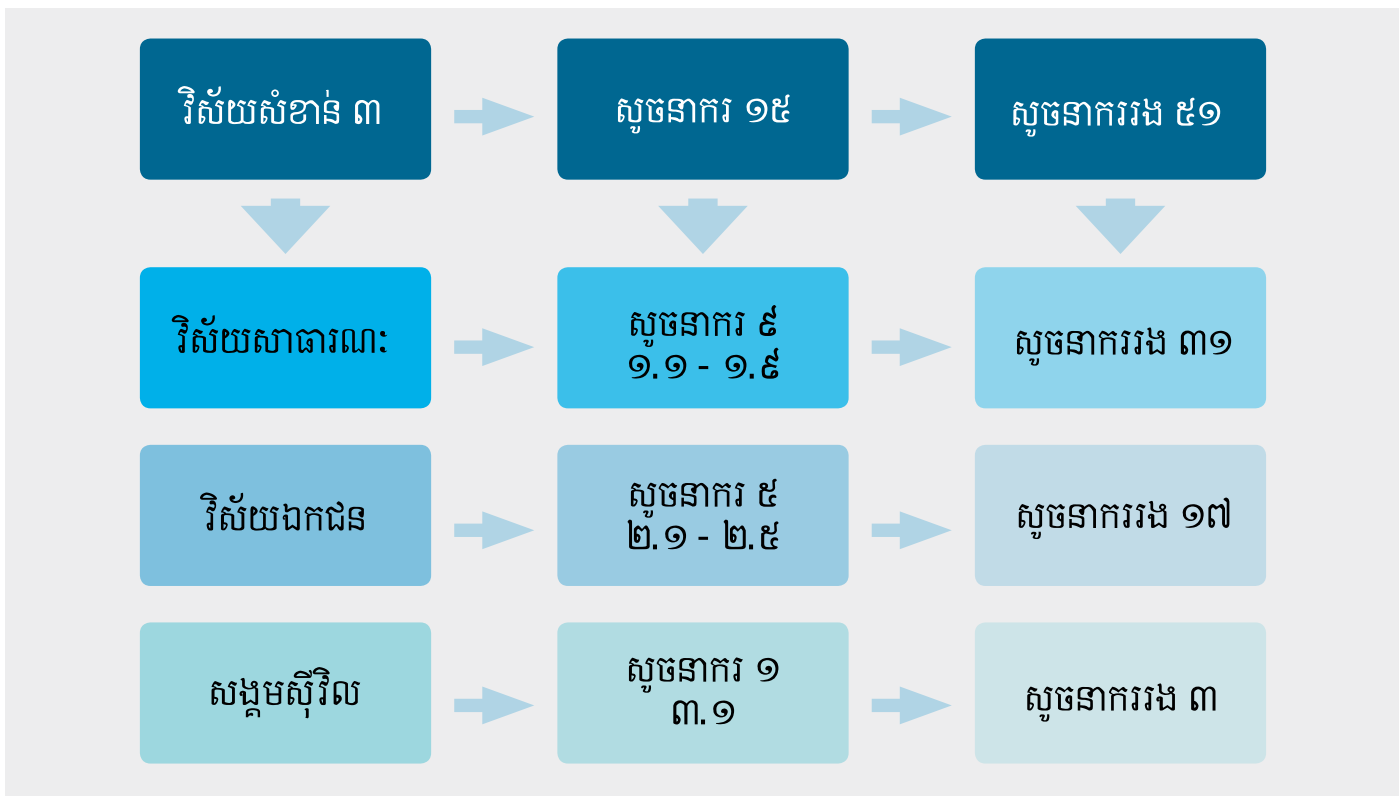 វិស័យសំខាន់ ៣
សូចនាករ ១៥
សូចនាកររង ៥១
វិស័យសាធារណៈ
សូចនាករ ៩
១.១ - ១.៩
សូចនាកររង ៣១
វិស័យឯកជន
សូចនាករ ៥
២.១ - ២.៥
សូចនាកររង ១៧
សង្គមស៊ីវិល
សូចនាករ ១
៣.១
សូចនាកររង ៣